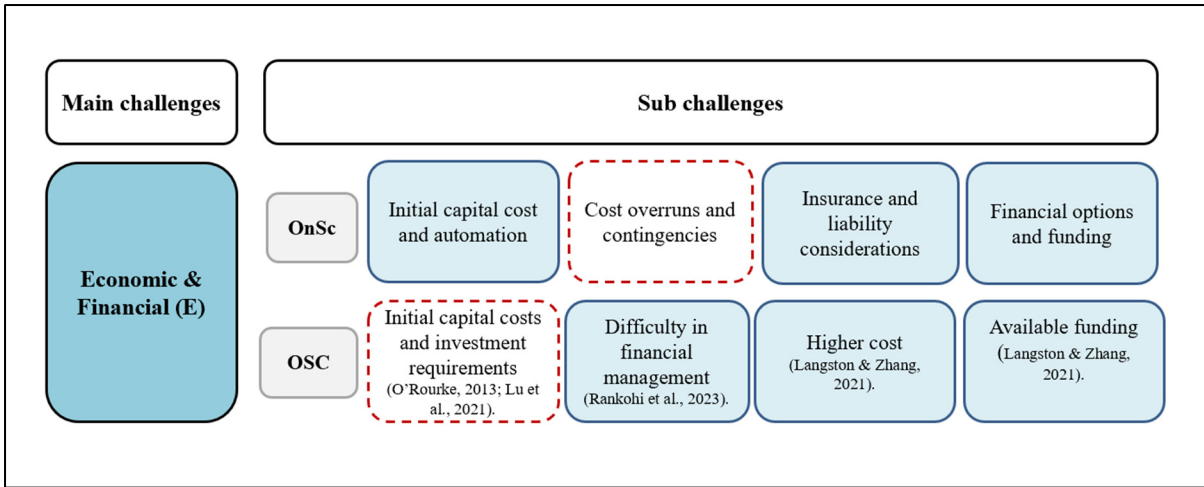 Main challenges
Sub challenges
Economic &
Financial (E)
OnSc
Initial capital cost
and automation
Cost overruns and
contingencies
Insurance and
liability
considerations
Financial options
and funding
OSC
Initial capital costs
and investment
requirements
(O’Rourke, 2013; Lu et
al., 2021).
Difficulty in
financial
management
(Rankohi et al., 2023).
Higher cost
(Langston & Zhang,
2021).
Available funding
(Langston & Zhang,
2021).